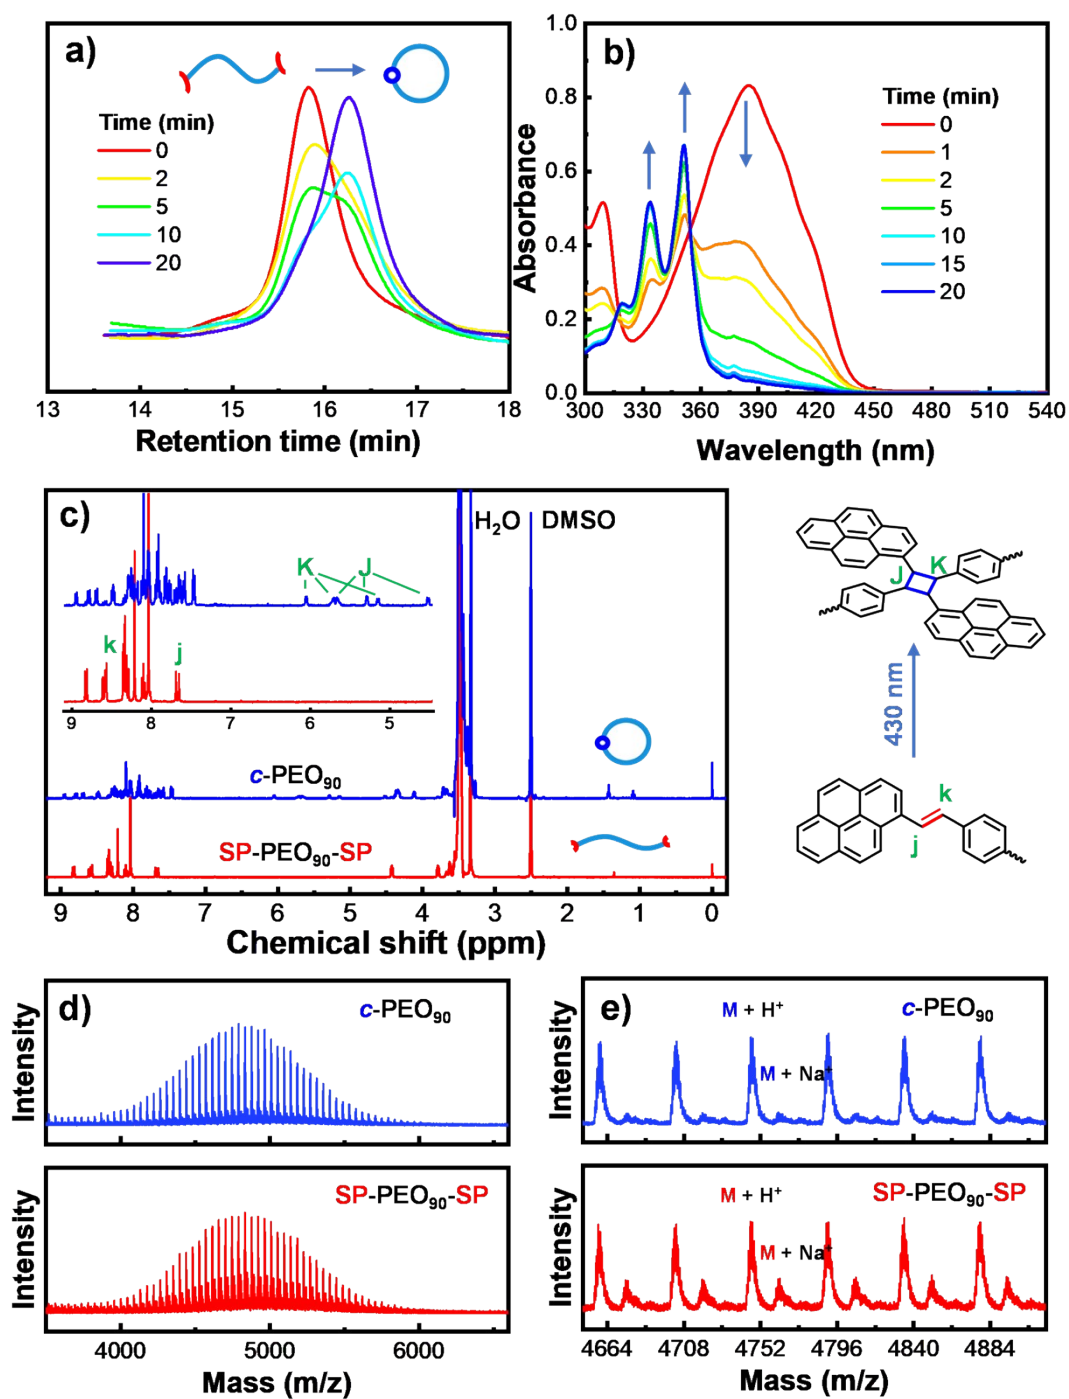 a)
Time (min)
0
2
5
10
20
13 14 15 16 17 18
Retention time (min)
b)
Absorbance
1.0
0.8
0.6
0.4
0.2
0.0
Time (min)
0
1
2
5
10
15
20
300 330 360 390 420 450 480 510 540
Wavelength (nm)
c)
H₂O DMSO
K J
k j
9 8 7 6 5
c-PEO₉₀
SP-PEO₉₀-SP
9 8 7 6 5 4 3 2 1 0
Chemical shift (ppm)
J K
430 nm
k
j
d)
Intensity
c-PEO₉₀
Intensity
SP-PEO₉₀-SP
4000 5000 6000
Mass (m/z)
e)
Intensity
M + H⁺ c-PEO₉₀
M + Na⁺
Intensity
M + H⁺ SP-PEO₉₀-SP
M + Na⁺
4664 4708 4752 4796 4840 4884
Mass (m/z)